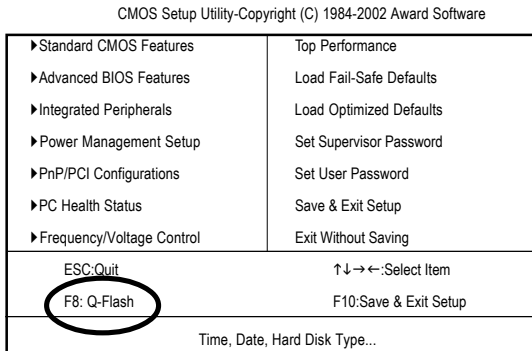 CMOS Setup Utility-Copyright (C) 1984-2002 Award Software
▶Standard CMOS Features Top Performance
▶Advanced BIOS Features Load Fail-Safe Defaults
▶Integrated Peripherals Load Optimized Defaults
▶Power Management Setup Set Supervisor Password
▶PnP/PCI Configurations Set User Password
▶PC Health Status Save & Exit Setup
▶Frequency/Voltage Control Exit Without Saving
ESC:Quit ↑↓→←:Select Item
F8: Q-Flash F10:Save & Exit Setup
Time, Date, Hard Disk Type...